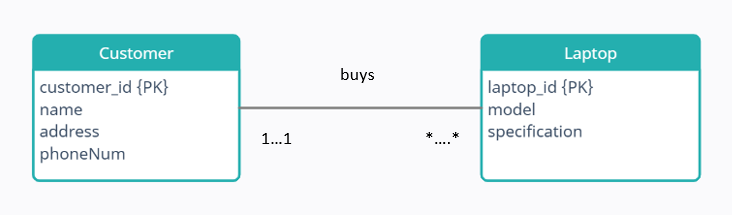 Customer
customer_id {PK}
name
address
phoneNum
buys
1...1
*....*
Laptop
laptop_id {PK}
model
specification